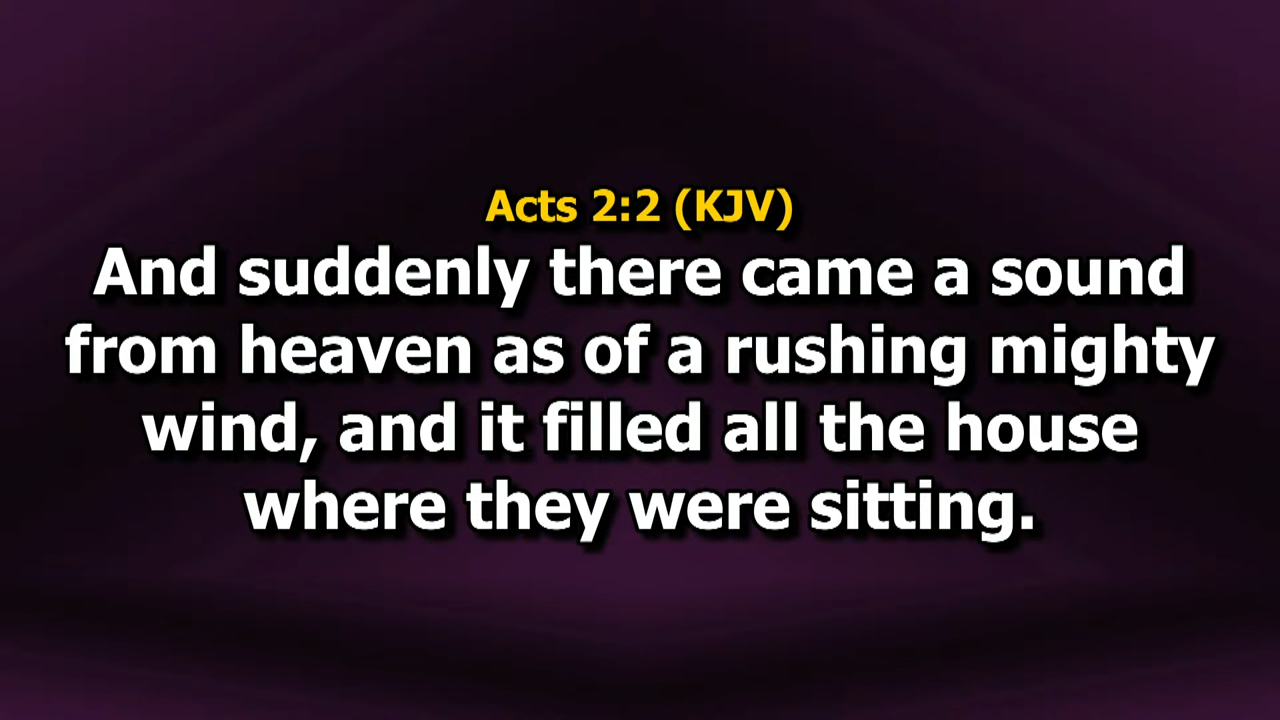 Acts 2:2 (KJV)
And suddenly there came a sound
from heaven as of a rushing mighty
wind, and it filled all the house
where they were sitting.